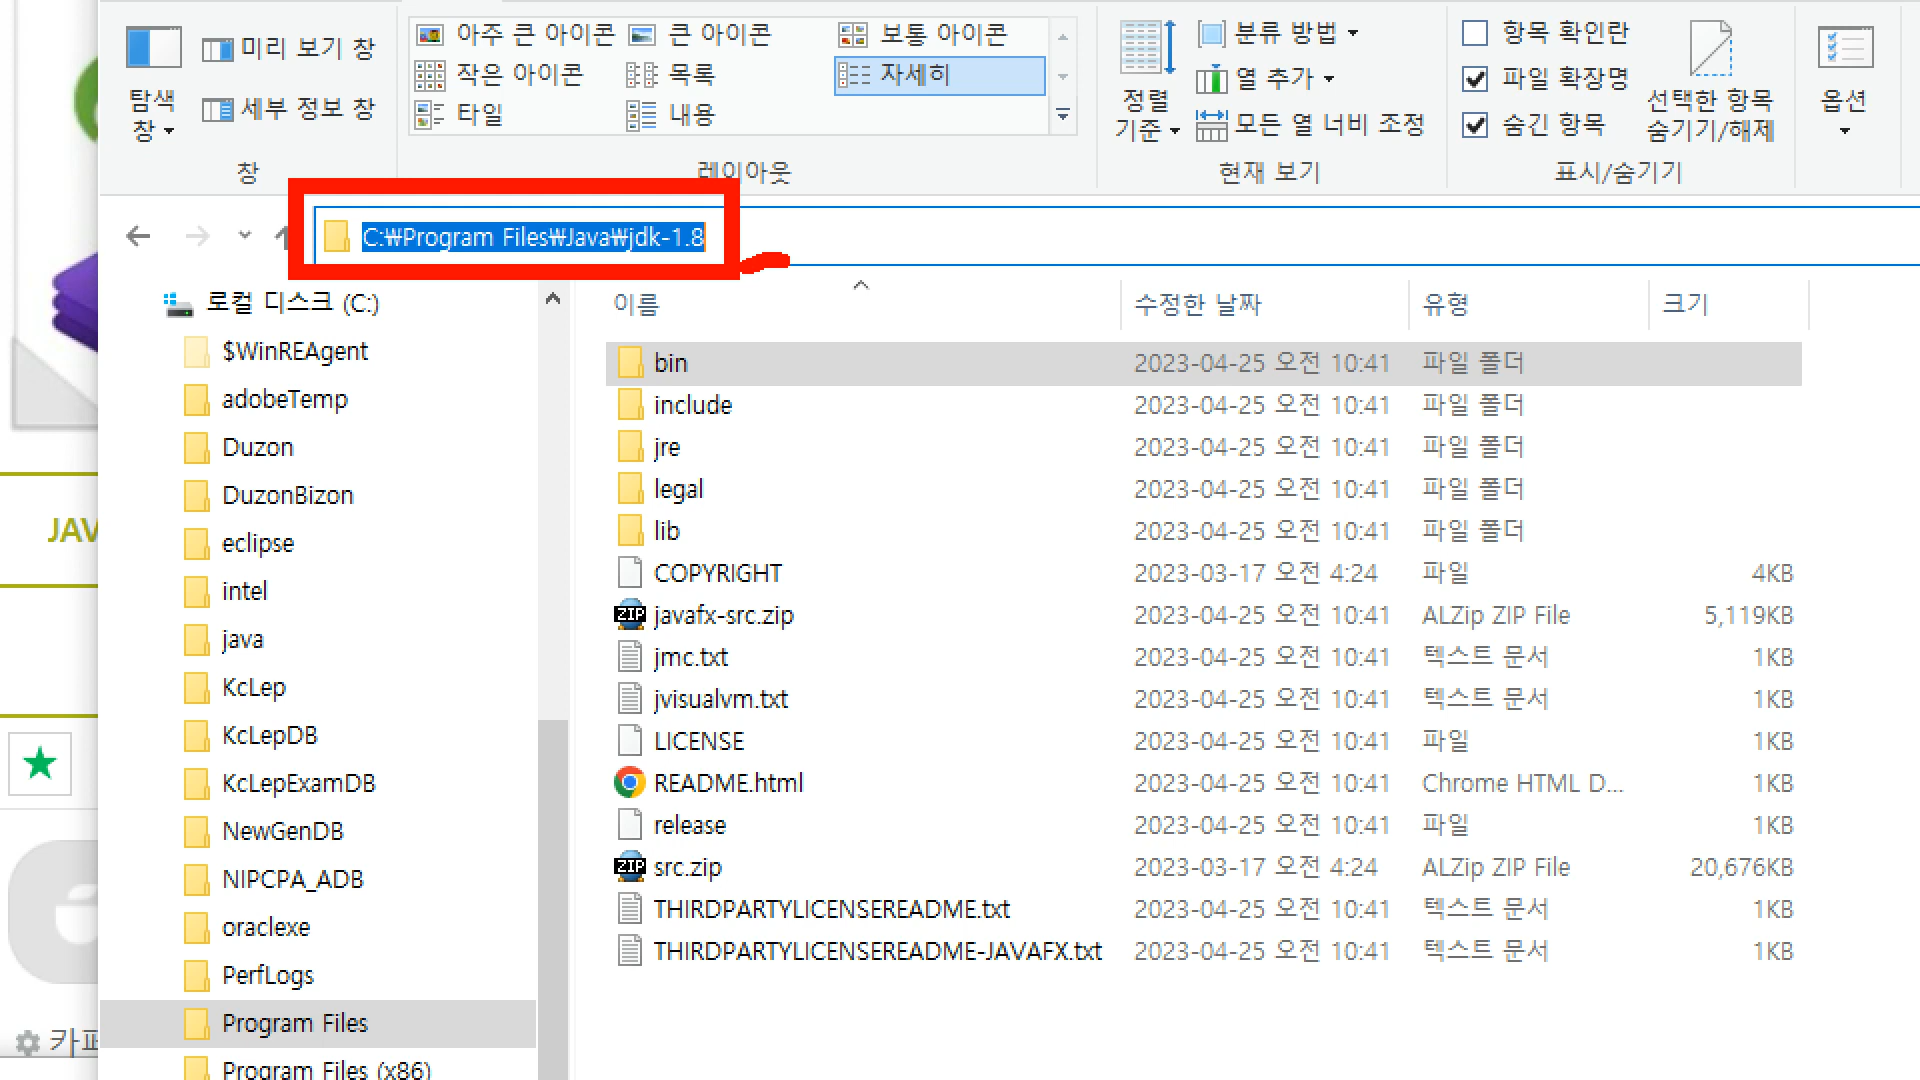 탐색 창
미리 보기 창
세부 정보 창
창
아주 큰 아이콘 큰 아이콘 보통 아이콘
작은 아이콘 목록 자세히
타일 내용
레이아웃
정렬 기준
분류 방법
열 추가
모든 열 너비 조정
현재 보기
항목 확인란
파일 확장명
숨긴 항목
선택한 항목
숨기기/해제
표시/숨기기
옵션
C:₩Program Files₩Java₩jdk-1.8
JAV
카페
로컬 디스크 (C:)
$WinREAgent
adobeTemp
Duzon
DuzonBizon
eclipse
intel
java
KcLep
KcLepDB
KcLepExamDB
NewGenDB
NIPCPA_ADB
oraclexe
PerfLogs
Program Files
Program Files (x86)
이름 수정한 날짜 유형 크기
bin 2023-04-25 오전 10:41 파일 폴더
include 2023-04-25 오전 10:41 파일 폴더
jre 2023-04-25 오전 10:41 파일 폴더
legal 2023-04-25 오전 10:41 파일 폴더
lib 2023-04-25 오전 10:41 파일 폴더
COPYRIGHT 2023-03-17 오전 4:24 파일 4KB
ZIP javafx-src.zip 2023-04-25 오전 10:41 ALZip ZIP File 5,119KB
jmc.txt 2023-04-25 오전 10:41 텍스트 문서 1KB
jvisualvm.txt 2023-04-25 오전 10:41 텍스트 문서 1KB
LICENSE 2023-04-25 오전 10:41 파일 1KB
README.html 2023-04-25 오전 10:41 Chrome HTML D... 1KB
release 2023-04-25 오전 10:41 파일 1KB
ZIP src.zip 2023-03-17 오전 4:24 ALZip ZIP File 20,676KB
THIRDPARTYLICENSEREADME.txt 2023-04-25 오전 10:41 텍스트 문서 1KB
THIRDPARTYLICENSEREADME-JAVAFX.txt 2023-04-25 오전 10:41 텍스트 문서 1KB